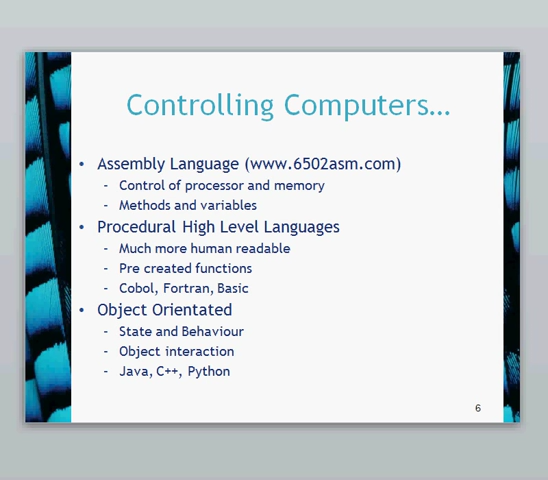 Controlling Computers...
• Assembly Language (www.6502asm.com)
- Control of processor and memory
- Methods and variables
• Procedural High Level Languages
- Much more human readable
- Pre created functions
- Cobol, Fortran, Basic
• Object Orientated
- State and Behaviour
- Object interaction
- Java, C++, Python
6